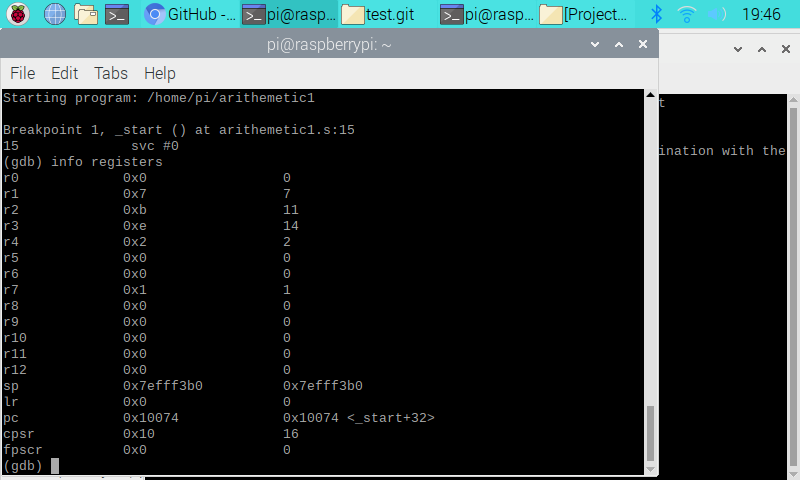 GitHub -...
pi@raspb...
test.git
pi@rasp...
[Project...
19:46
pi@raspberrypi: ~
File Edit Tabs Help
Starting program: /home/pi/arithemetic1
Breakpoint 1, _start () at arithemetic1.s:15
15 svc #0
(gdb) info registers
r0 0x0 0
r1 0x7 7
r2 0xb 11
r3 0xe 14
r4 0x2 2
r5 0x0 0
r6 0x0 0
r7 0x1 1
r8 0x0 0
r9 0x0 0
r10 0x0 0
r11 0x0 0
r12 0x0 0
sp 0x7efff3b0 0x7efff3b0
lr 0x0 0
pc 0x10074 0x10074 <_start+32>
cpsr 0x10 16
fpscr 0x0 0
(gdb)
t
ination with the